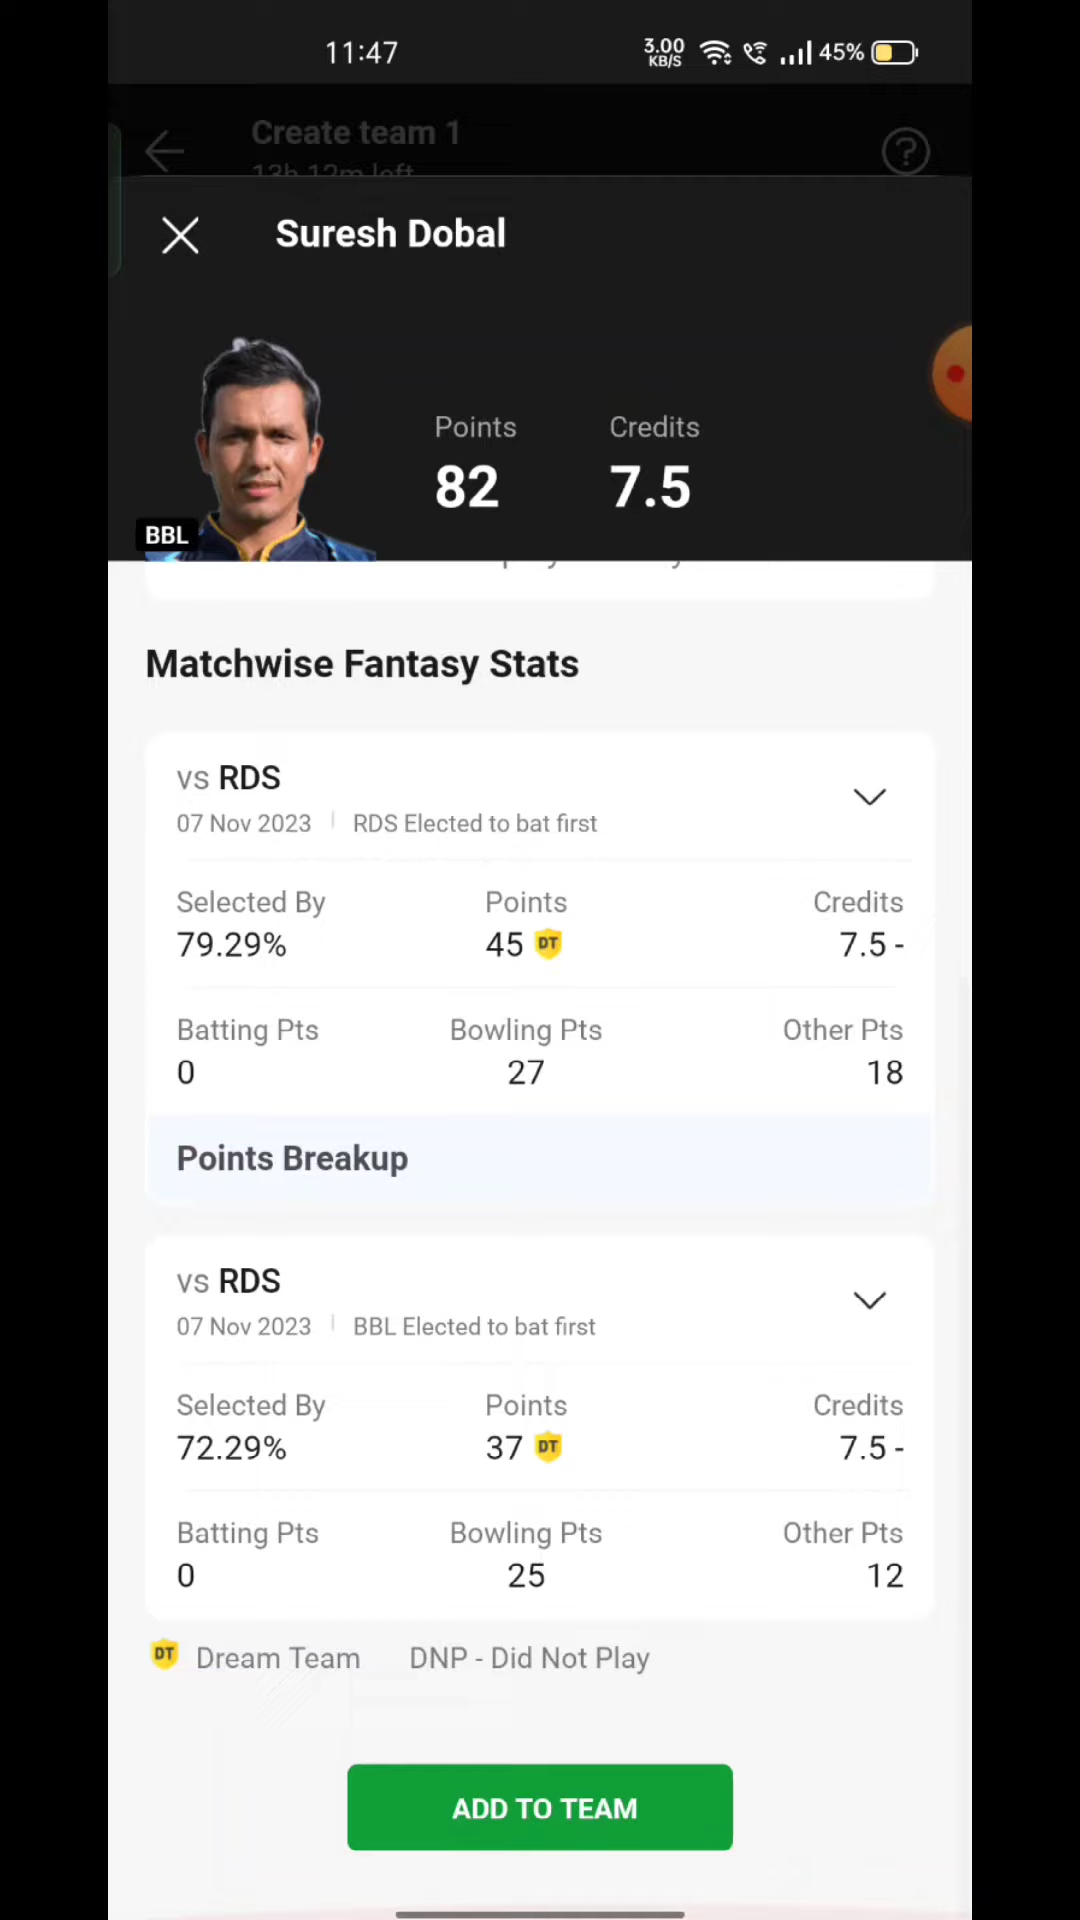 11:47 3.00 KB/S 45%
Create team 1
13h 12m left
Suresh Dobal
Points Credits
82 7.5
BBL
Matchwise Fantasy Stats
vs RDS
07 Nov 2023 RDS Elected to bat first
Selected By Points Credits
79.29% 45 DT 7.5 -
Batting Pts Bowling Pts Other Pts
0 27 18
Points Breakup
vs RDS
07 Nov 2023 BBL Elected to bat first
Selected By Points Credits
72.29% 37 DT 7.5 -
Batting Pts Bowling Pts Other Pts
0 25 12
DT Dream Team DNP - Did Not Play
ADD TO TEAM